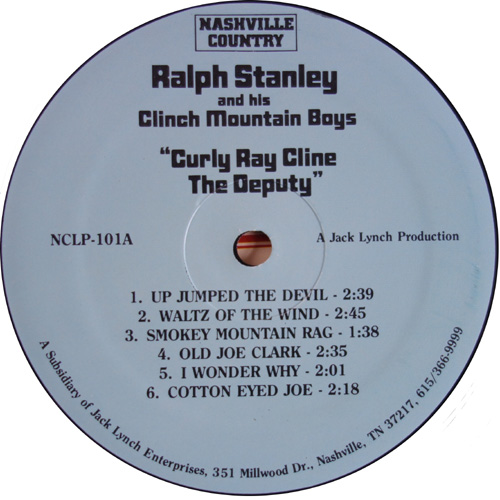 NASHVILLE
COUNTRY
Ralph Stanley
and his
Clinch Mountain Boys
"Curly Ray Cline
The Deputy"
NCLP-101A
A Jack Lynch Production
1. UP JUMPED THE DEVIL - 2:39
2. WALTZ OF THE WIND - 2:45
3. SMOKEY MOUNTAIN RAG - 1:38
4. OLD JOE CLARK - 2:35
5. I WONDER WHY - 2:01
6. COTTON EYED JOE - 2:18
A Subsidiary of Jack Lynch Enterprises, 351 Millwood Dr., Nashville, TN 37217, 615/366-9999